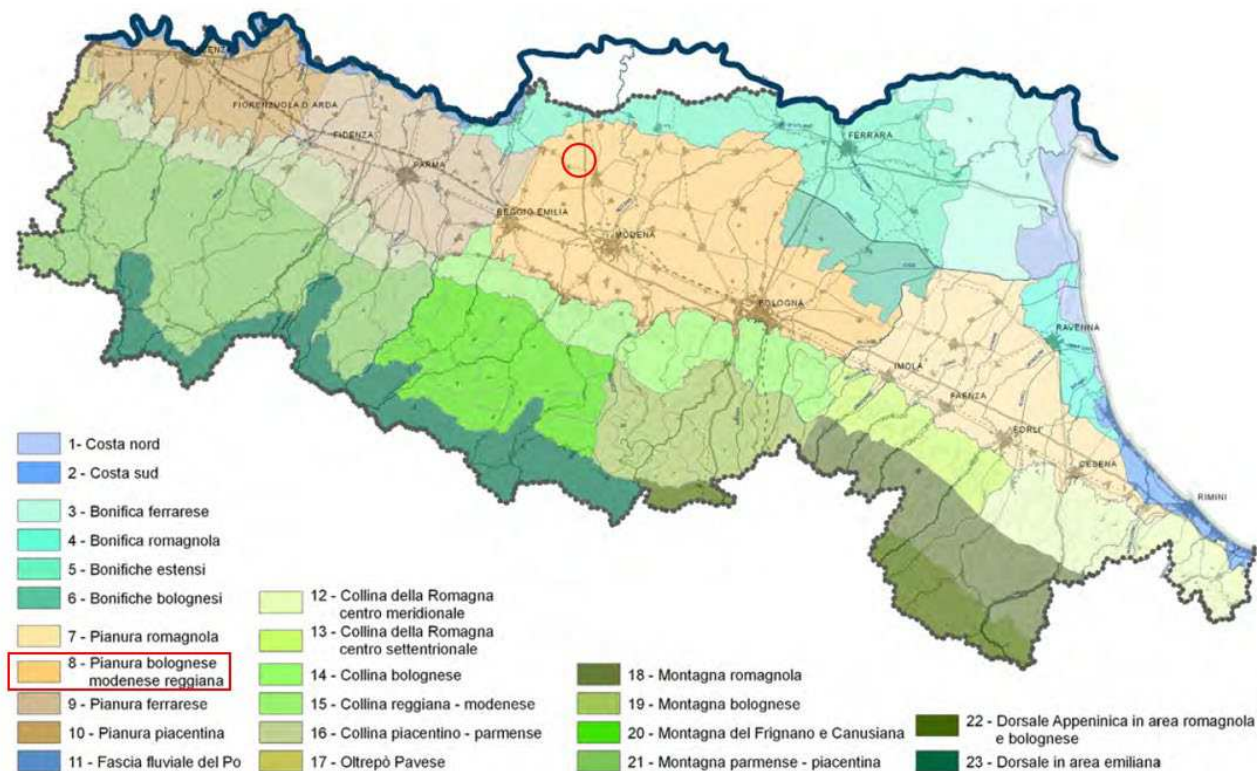 PIACENZA
FIORENZUOLA D'ARDA
FIDENZA
PARMA
REGGIO EMILIA
MODENA
BOLOGNA
FERRARA
RAVENNA
IMOLA
FAENZA
FORLI'
CESENA
RIMINI
1- Costa nord
2 - Costa sud
3 - Bonifica ferrarese
4 - Bonifica romagnola
5 - Bonifiche estensi
6 - Bonifiche bolognesi
7 - Pianura romagnola
8 - Pianura bolognese
modenese reggiana
9 - Pianura ferrarese
10 - Pianura piacentina
11 - Fascia fluviale del Po
12 - Collina della Romagna
centro meridionale
13 - Collina della Romagna
centro settentrionale
14 - Collina bolognese
15 - Collina reggiana - modenese
16 - Collina piacentino - parmense
17 - Oltrepò Pavese
18 - Montagna romagnola
19 - Montagna bolognese
20 - Montagna del Frignano e Canusiana
21 - Montagna parmense - piacentina
22 - Dorsale Appeninica in area romagnola
e bolognese
23 - Dorsale in area emiliana